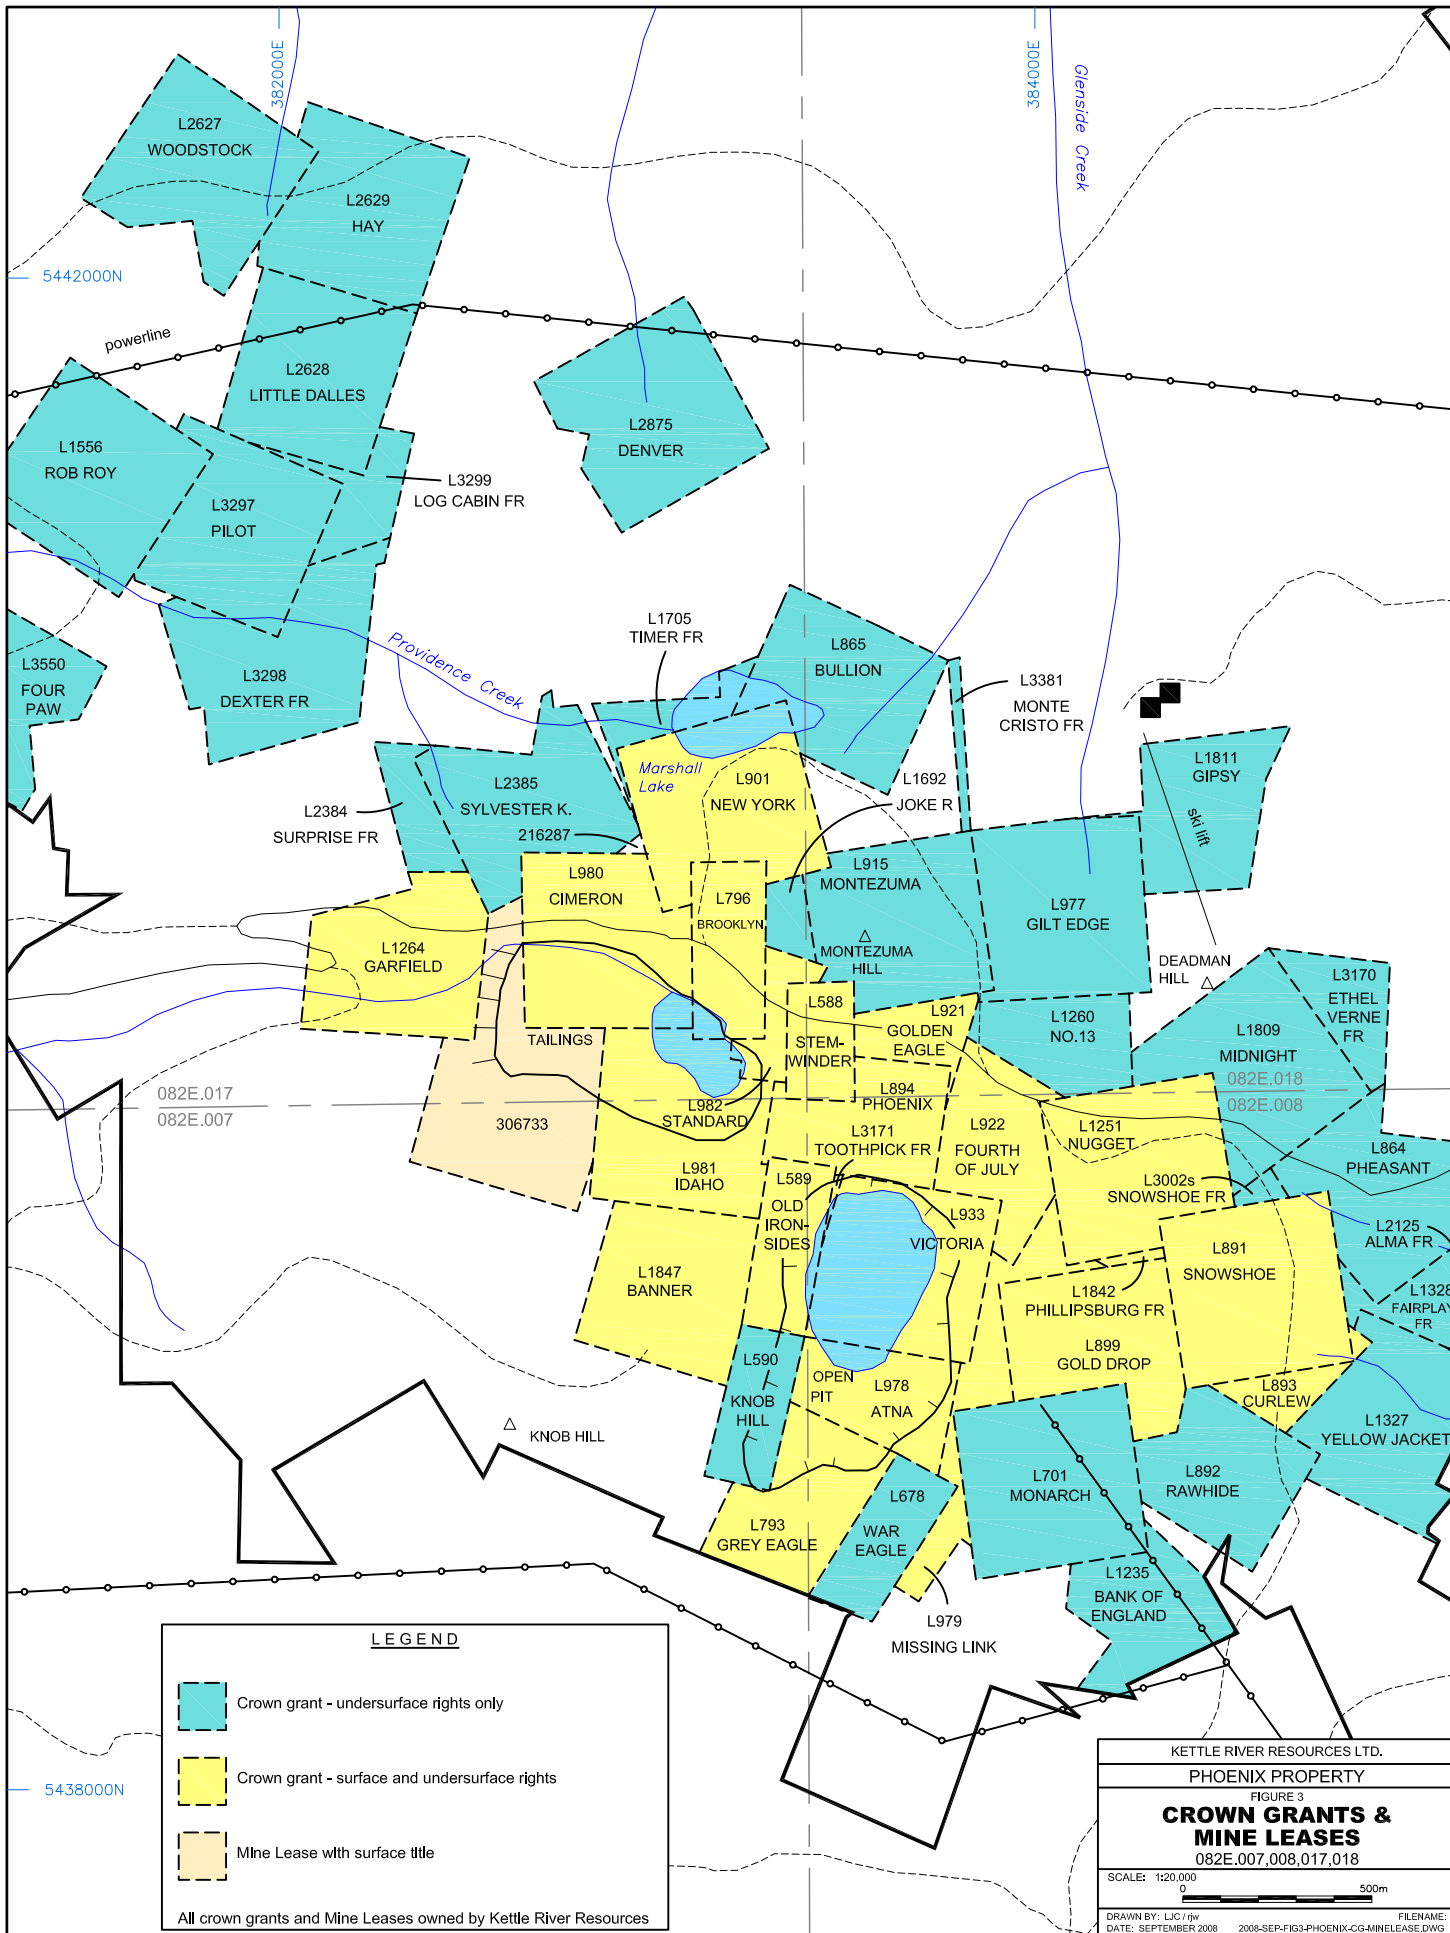 382000E
384000E
Glenside Creek
L2627
WOODSTOCK
L2629
HAY
5442000N
powerline
L2628
LITTLE DALLES
L2875
DENVER
L1556
ROB ROY
L3299
LOG CABIN FR
L3297
PILOT
L1705
TIMER FR
L865
BULLION
Providence Creek
L3550
FOUR
PAW
L3298
DEXTER FR
L3381
MONTE
CRISTO FR
Marshall
Lake
L901
NEW YORK
L1811
GIPSY
L2385
SYLVESTER K.
L1692
JOKE R
ski lift
L2384
SURPRISE FR
216287
L980
CIMERON
L796
BROOKLYN
L915
MONTEZUMA
L977
GILT EDGE
L1264
GARFIELD
MONTEZUMA
HILL
DEADMAN
HILL
L3170
ETHEL
VERNE
FR
L588
STEM-
WINDER
L921
GOLDEN
EAGLE
L1260
NO.13
L1809
MIDNIGHT
TAILINGS
082E.017
082E.007
082E.018
082E.008
306733
L982
STANDARD
L894
PHOENIX
L3171
TOOTHPICK FR
L922
FOURTH
OF JULY
L1251
NUGGET
L864
PHEASANT
L981
IDAHO
L589
OLD
IRON-
SIDES
L3002s
SNOWSHOE FR
L933
VICTORIA
L2125
ALMA FR
L891
SNOWSHOE
L1847
BANNER
L1842
PHILLIPSBURG FR
L1328
FAIRPLAY
FR
L899
GOLD DROP
L590
KNOB
HILL
OPEN
PIT
L978
ATNA
L893
CURLEW
L1327
YELLOW JACKET
KNOB HILL
L701
MONARCH
L892
RAWHIDE
L678
WAR
EAGLE
L793
GREY EAGLE
L1235
BANK OF
ENGLAND
L979
MISSING LINK
LEGEND
Crown grant - undersurface rights only
Crown grant - surface and undersurface rights
Mine Lease with surface title
All crown grants and Mine Leases owned by Kettle River Resources
5438000N
KETTLE RIVER RESOURCES LTD.
PHOENIX PROPERTY
FIGURE 3
CROWN GRANTS &
MINE LEASES
082E.007,008,017,018
SCALE: 1:20,000
0 500m
DRAWN BY: LJC / rjw FILENAME:
DATE: SEPTEMBER 2008 2008-SEP-FIG3-PHOENIX-CG-MINELEASE.DWG